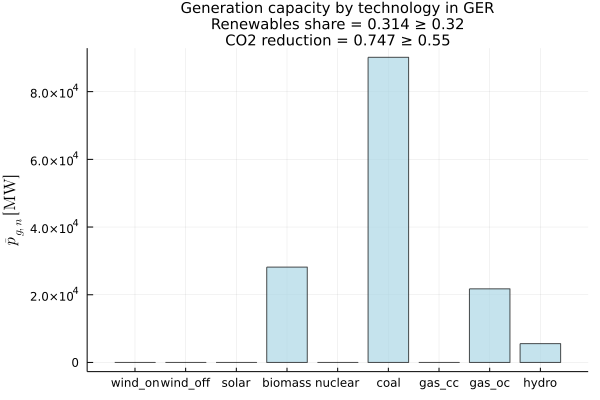 Generation capacity by technology in GER
Renewables share = 0.314 ≥ 0.32
CO2 reduction = 0.747 ≥ 0.55
p̄g,n[MW]
8.0×10⁴
6.0×10⁴
4.0×10⁴
2.0×10⁴
0
wind_on wind_off solar biomass nuclear coal gas_cc gas_oc hydro